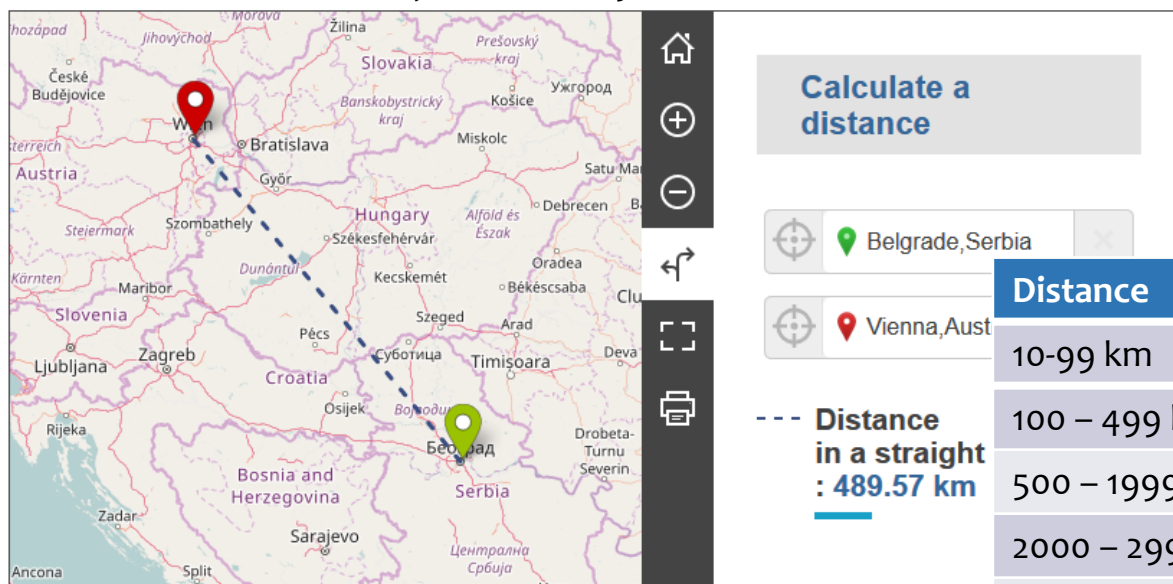 hozápad
Jihovýchod
Morava
Žilina
Prešovský
kraj
České
Budějovice
Slovakia
Banskobystrický
kraj
Košice
Ужгород
Bratislava
Miskolc
Austria
Győr
Satu Mar
Steiermark
Szombathely
Hungary
Alföld és
Észak
Debrecen
Székesfehérvár
Kärnten
Maribor
Dunántúl
Kecskemét
Oradea
Békéscsaba
Clu
Slovenia
Ljubljana
Zagreb
Pécs
Szeged
Arad
Суботица
Timișoara
Deva
Croatia
Osijek
Rijeka
Drobeta-
Turnu
Severin
Bosnia and
Herzegovina
Serbia
Zadar
Sarajevo
Централна
Србија
Ancona
Split
Calculate a
distance
Belgrade,Serbia
Vienna,Aust
Distance
in a straight
: 489.57 km
Distance
10-99 km
100 – 499
500 – 1999
2000 – 299